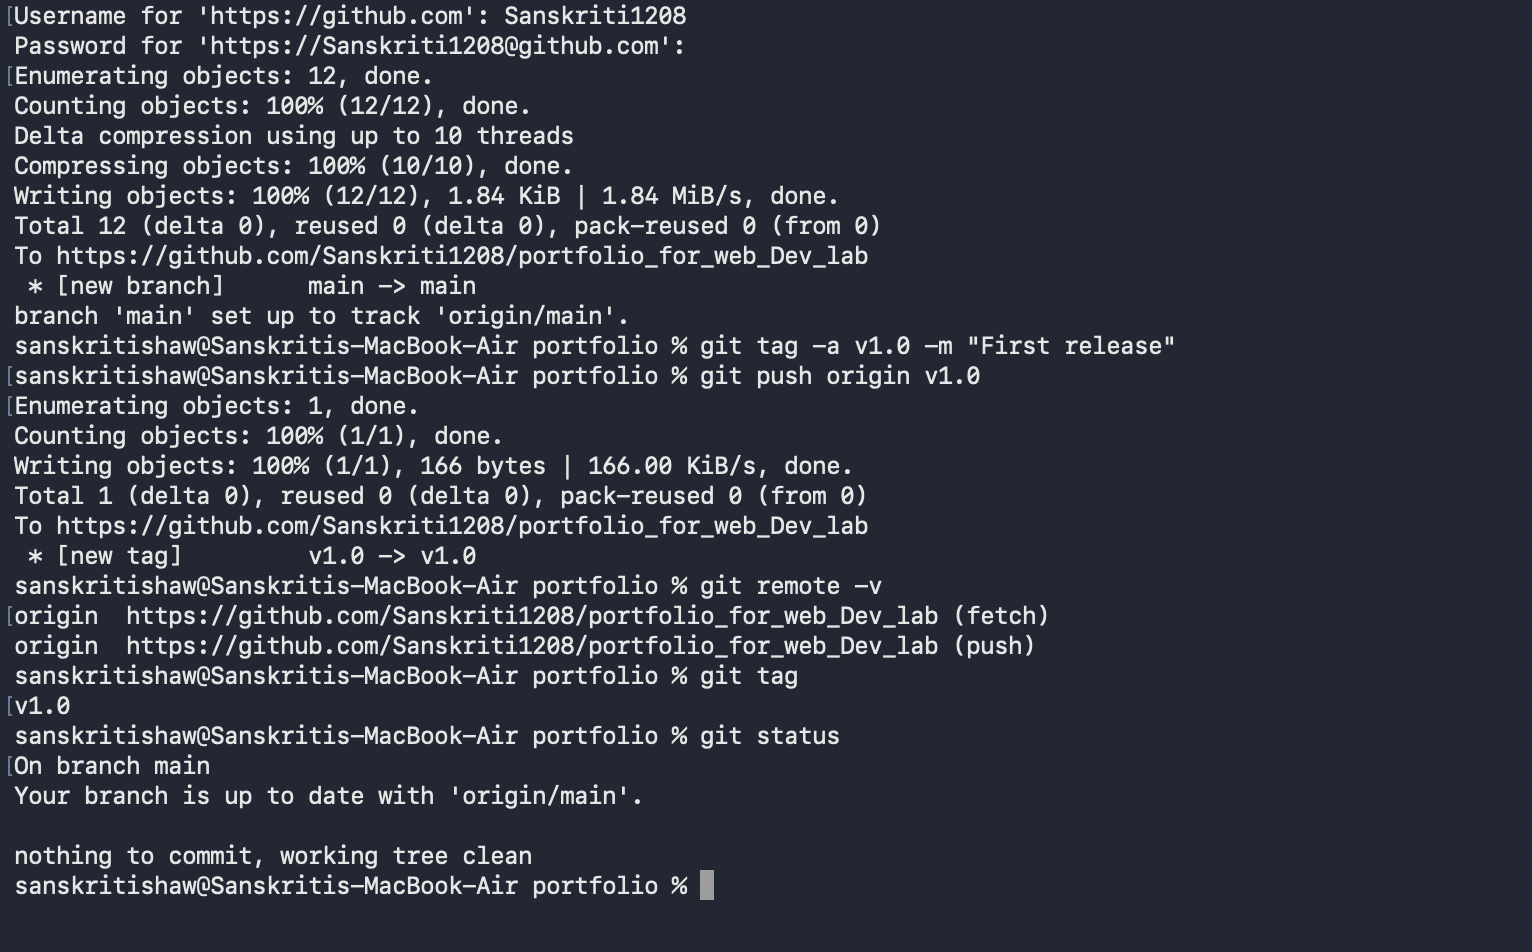 [Username for 'https://github.com': Sanskriti1208
Password for 'https://Sanskriti1208@github.com':
[Enumerating objects: 12, done.
Counting objects: 100% (12/12), done.
Delta compression using up to 10 threads
Compressing objects: 100% (10/10), done.
Writing objects: 100% (12/12), 1.84 KiB | 1.84 MiB/s, done.
Total 12 (delta 0), reused 0 (delta 0), pack-reused 0 (from 0)
To https://github.com/Sanskriti1208/portfolio_for_web_Dev_lab
 * [new branch]      main -> main
branch 'main' set up to track 'origin/main'.
sanskritishaw@Sanskritis-MacBook-Air portfolio % git tag -a v1.0 -m "First release"
[sanskritishaw@Sanskritis-MacBook-Air portfolio % git push origin v1.0
[Enumerating objects: 1, done.
Counting objects: 100% (1/1), done.
Writing objects: 100% (1/1), 166 bytes | 166.00 KiB/s, done.
Total 1 (delta 0), reused 0 (delta 0), pack-reused 0 (from 0)
To https://github.com/Sanskriti1208/portfolio_for_web_Dev_lab
 * [new tag]         v1.0 -> v1.0
sanskritishaw@Sanskritis-MacBook-Air portfolio % git remote -v
[origin  https://github.com/Sanskriti1208/portfolio_for_web_Dev_lab (fetch)
origin  https://github.com/Sanskriti1208/portfolio_for_web_Dev_lab (push)
sanskritishaw@Sanskritis-MacBook-Air portfolio % git tag
[v1.0
sanskritishaw@Sanskritis-MacBook-Air portfolio % git status
[On branch main
Your branch is up to date with 'origin/main'.

nothing to commit, working tree clean
sanskritishaw@Sanskritis-MacBook-Air portfolio %